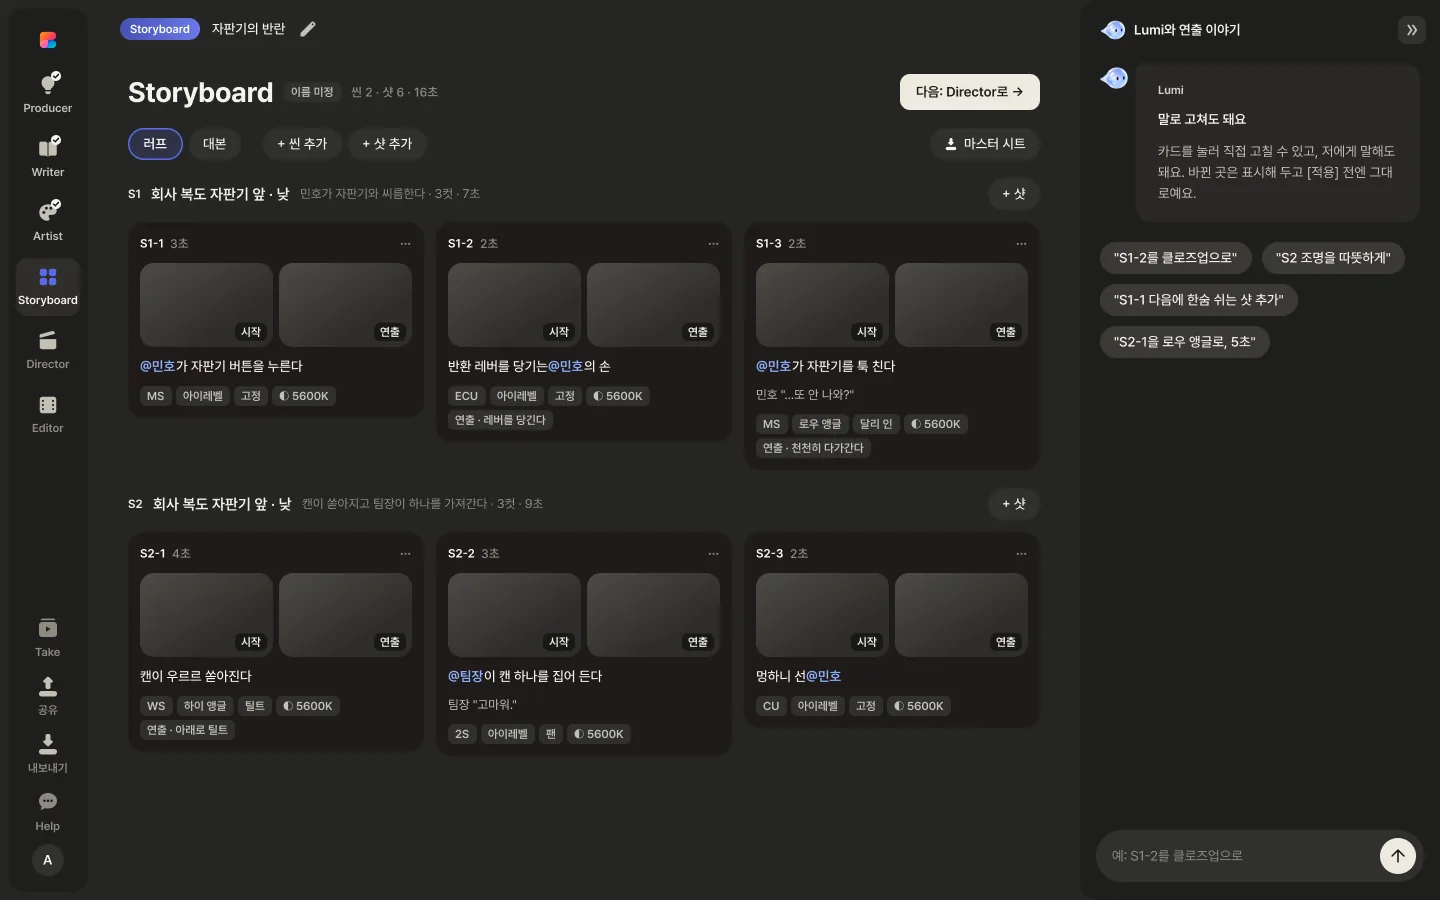 Storyboard 자판기의 반란
Producer
Writer
Artist
Storyboard
Director
Editor
Take
공유
내보내기
Help
A
Storyboard 이름 미정 씬 2 · 샷 6 · 16초
다음: Director로 →
러프 대본 + 씬 추가 + 샷 추가
마스터 시트
S1 회사 복도 자판기 앞 · 낮 민호가 자판기와 씨름한다 · 3컷 · 7초
+ 샷
S1-1 3초 ···
시작 연출
@민호가 자판기 버튼을 누른다
MS 아이레벨 고정 ◐ 5600K
S1-2 2초 ···
시작 연출
반환 레버를 당기는@민호의 손
ECU 아이레벨 고정 ◐ 5600K
연출 · 레버를 당긴다
S1-3 2초 ···
시작 연출
@민호가 자판기를 툭 친다
민호 "...또 안 나와?"
MS 로우 앵글 달리 인 ◐ 5600K
연출 · 천천히 다가간다
S2 회사 복도 자판기 앞 · 낮 캔이 쏟아지고 팀장이 하나를 가져간다 · 3컷 · 9초
+ 샷
S2-1 4초 ···
시작 연출
캔이 우르르 쏟아진다
WS 하이 앵글 틸트 ◐ 5600K
연출 · 아래로 틸트
S2-2 3초 ···
시작 연출
@팀장이 캔 하나를 집어 든다
팀장 "고마워."
2S 아이레벨 팬 ◐ 5600K
S2-3 2초 ···
시작 연출
멍하니 선@민호
CU 아이레벨 고정 ◐ 5600K
Lumi와 연출 이야기
Lumi
말로 고쳐도 돼요
카드를 눌러 직접 고칠 수 있고, 저에게 말해도
돼요. 바뀐 곳은 표시해 두고 [적용] 전엔 그대
로예요.
"S1-2를 클로즈업으로" "S2 조명을 따뜻하게"
"S1-1 다음에 한숨 쉬는 샷 추가"
"S2-1을 로우 앵글로, 5초"
예: S1-2를 클로즈업으로